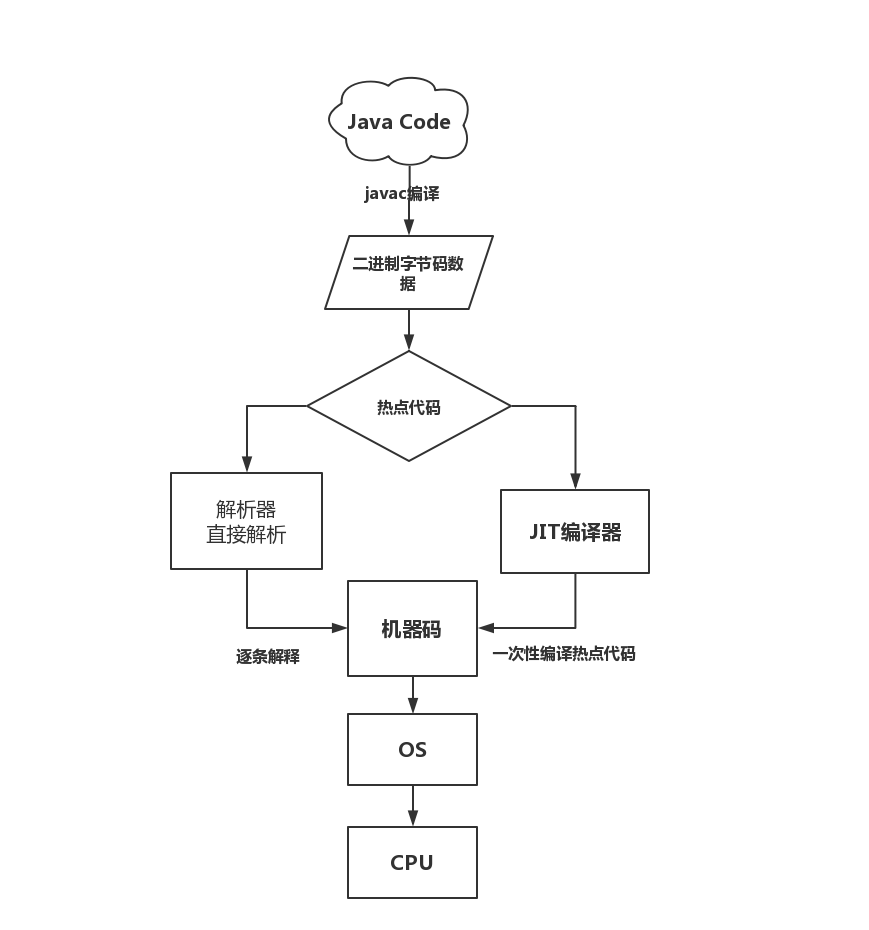 Java Code
javac编译
二进制字节码数
据
热点代码
解析器
直接解析
JIT编译器
机器码
逐条解释
一次性编译热点代码
OS
CPU